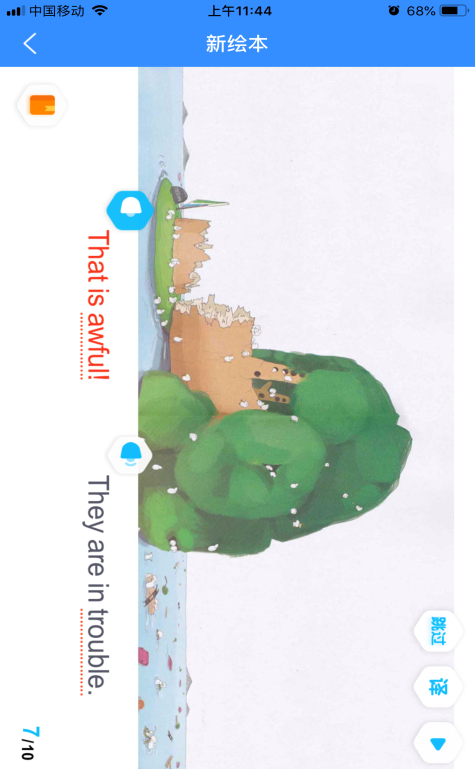 中国移动
上午11:44
68%
新绘本
That is awful!
They are in trouble.
跳过
译
7/10